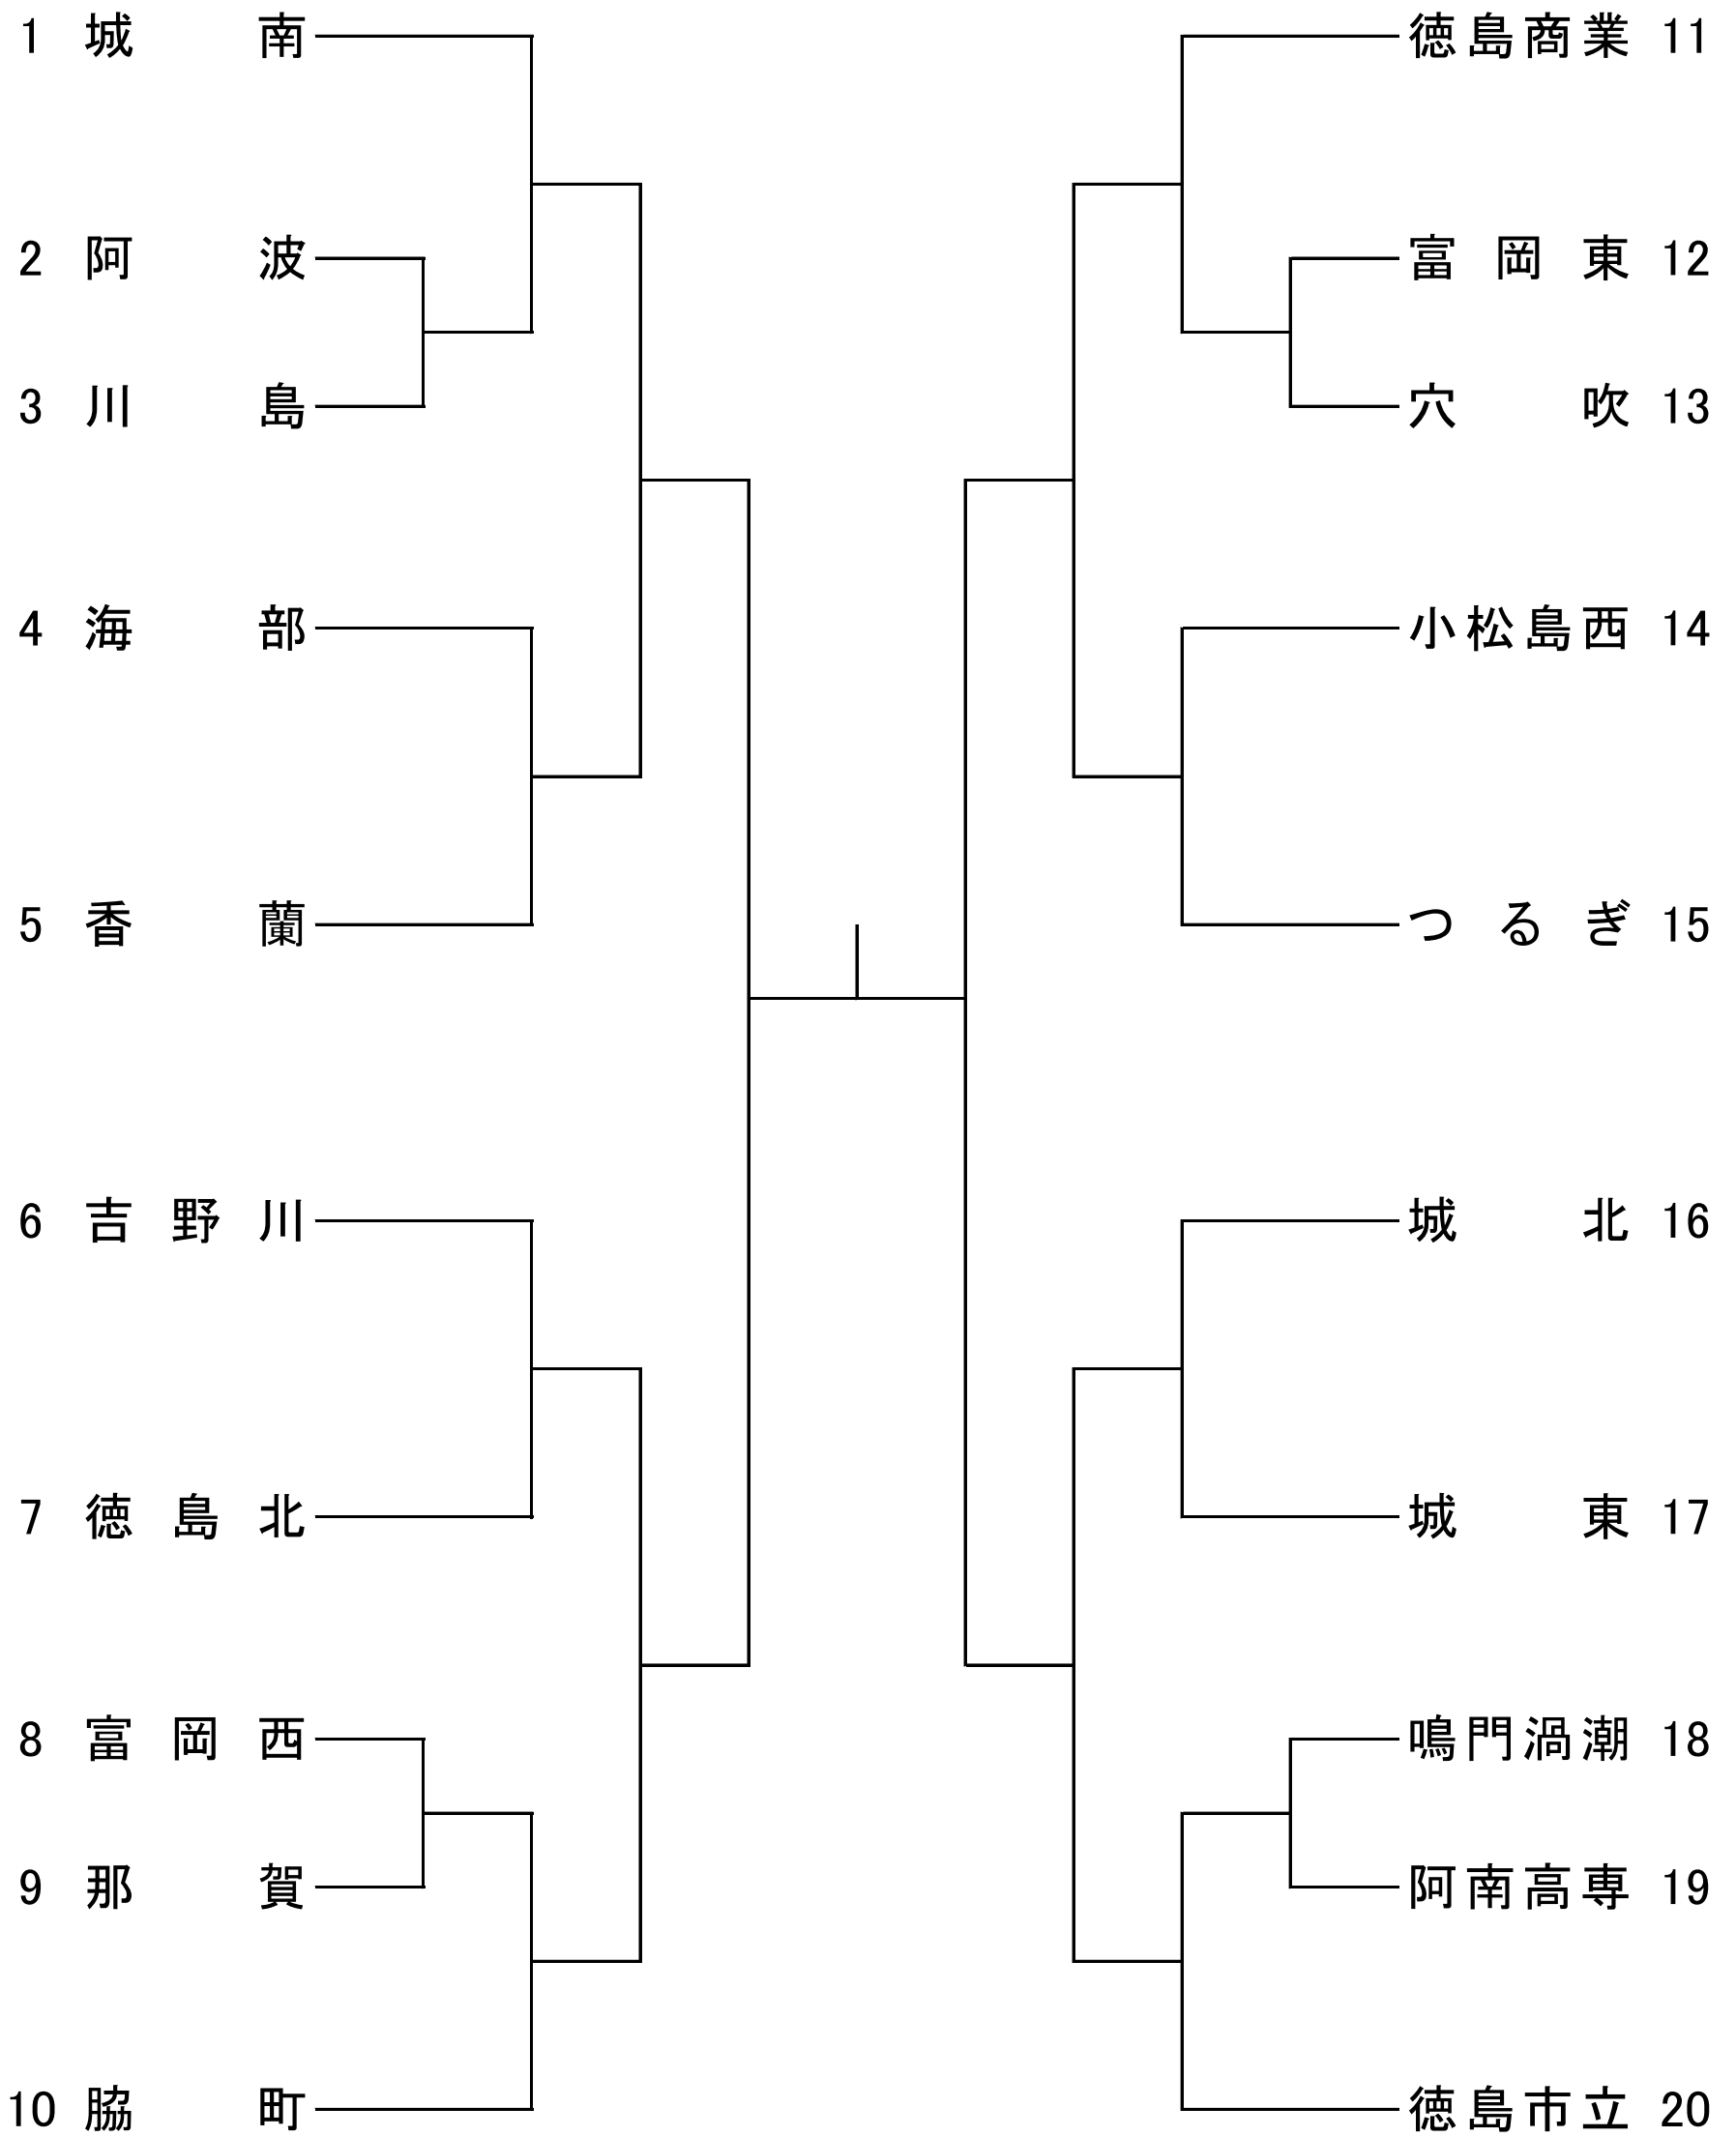 1 城南
2 阿波
3 川島
4 海部
5 香蘭
6 吉野川
7 徳島北
8 富岡西
9 那賀
10 脇町
徳島商業 11
富岡東 12
穴吹 13
小松島西 14
つるぎ 15
城北 16
城東 17
鳴門渦潮 18
阿南高専 19
徳島市立 20